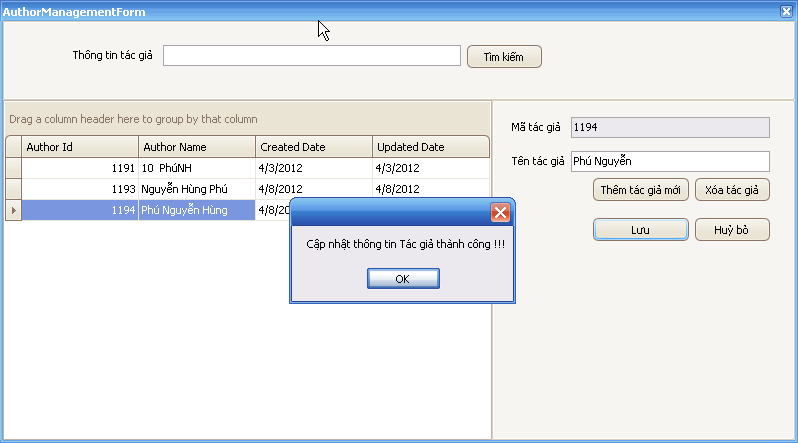 AuthorManagementForm
Thông tin tác giả
Tìm kiếm
Drag a column header here to group by that column
Author Id Author Name Created Date Updated Date
1191 10 PhúNH 4/3/2012 4/3/2012
1193 Nguyễn Hùng Phú 4/8/2012 4/8/2012
1194 Phú Nguyễn Hùng 4/8/20
Mã tác giả 1194
Tên tác giả Phú Nguyễn
Thêm tác giả mới Xóa tác giả
Lưu Huỷ bỏ
Cập nhật thông tin Tác giả thành công !!!
OK